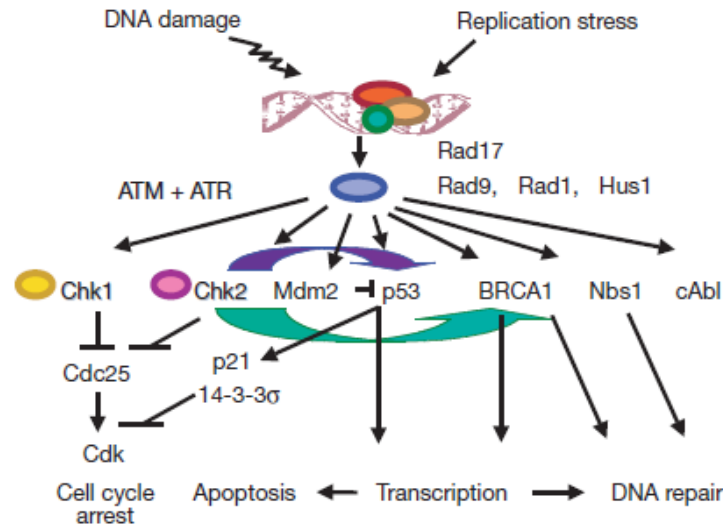 DNA damage
Replication stress
Rad17
ATM + ATR
Rad9, Rad1, Hus1
Chk1
Chk2
Mdm2
p53
BRCA1
Nbs1
cAbl
Cdc25
p21
14-3-3σ
Cdk
Cell cycle
arrest
Apoptosis
Transcription
DNA repair